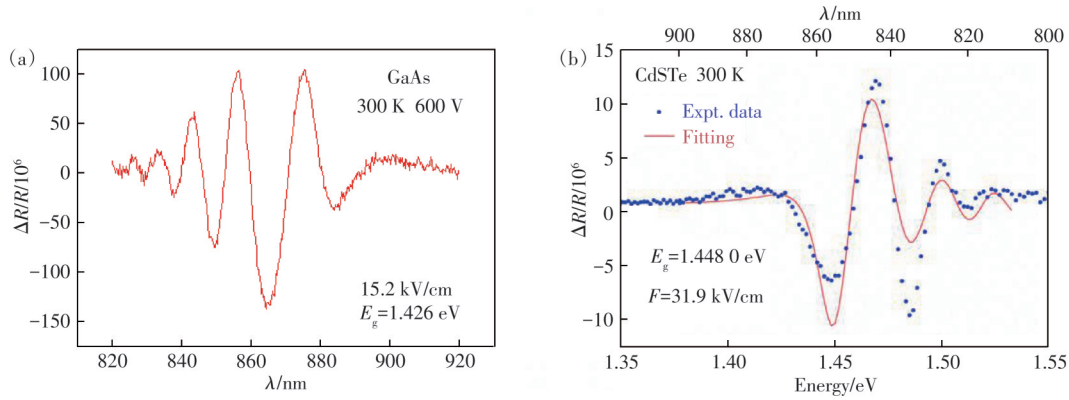 (a)
GaAs
300 K 600 V
15.2 kV/cm
E_g=1.426 eV
ΔR/R/10⁶
100
50
0
−50
−100
−150
820 840 860 880 900 920
λ/nm
(b)
λ/nm
900 880 860 840 820 800
CdSTe 300 K
Expt. data
Fitting
E_g=1.448 0 eV
F=31.9 kV/cm
ΔR/R/10⁶
15
10
5
0
−5
−10
1.35 1.40 1.45 1.50 1.55
Energy/eV